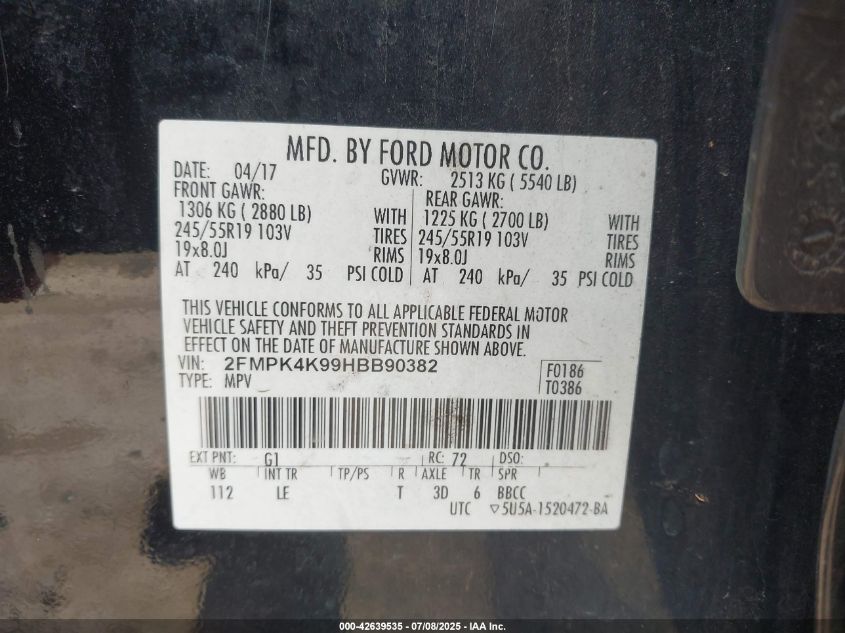 MFD. BY FORD MOTOR CO.
DATE: 04/17 GVWR: 2513 KG ( 5540 LB)
FRONT GAWR: REAR GAWR:
1306 KG ( 2880 LB) WITH 1225 KG ( 2700 LB) WITH
245/55R19 103V TIRES 245/55R19 103V TIRES
19x8.0J RIMS 19x8.0J RIMS
AT 240 kPa/ 35 PSI COLD AT 240 kPa/ 35 PSI COLD
THIS VEHICLE CONFORMS TO ALL APPLICABLE FEDERAL MOTOR
VEHICLE SAFETY AND THEFT PREVENTION STANDARDS IN
EFFECT ON THE DATE OF MANUFACTURE SHOWN ABOVE.
VIN: 2FMPK4K99HBB90382 F0186
TYPE: MPV T0386
EXT PNT: G1 RC: 72 DSO:
WB INT TR TP/PS R AXLE TR SPR
112 LE T 3D 6 BBCC
UTC ▽5U5A-1520472-BA
000-42639535 - 07/08/2025 - IAA Inc.